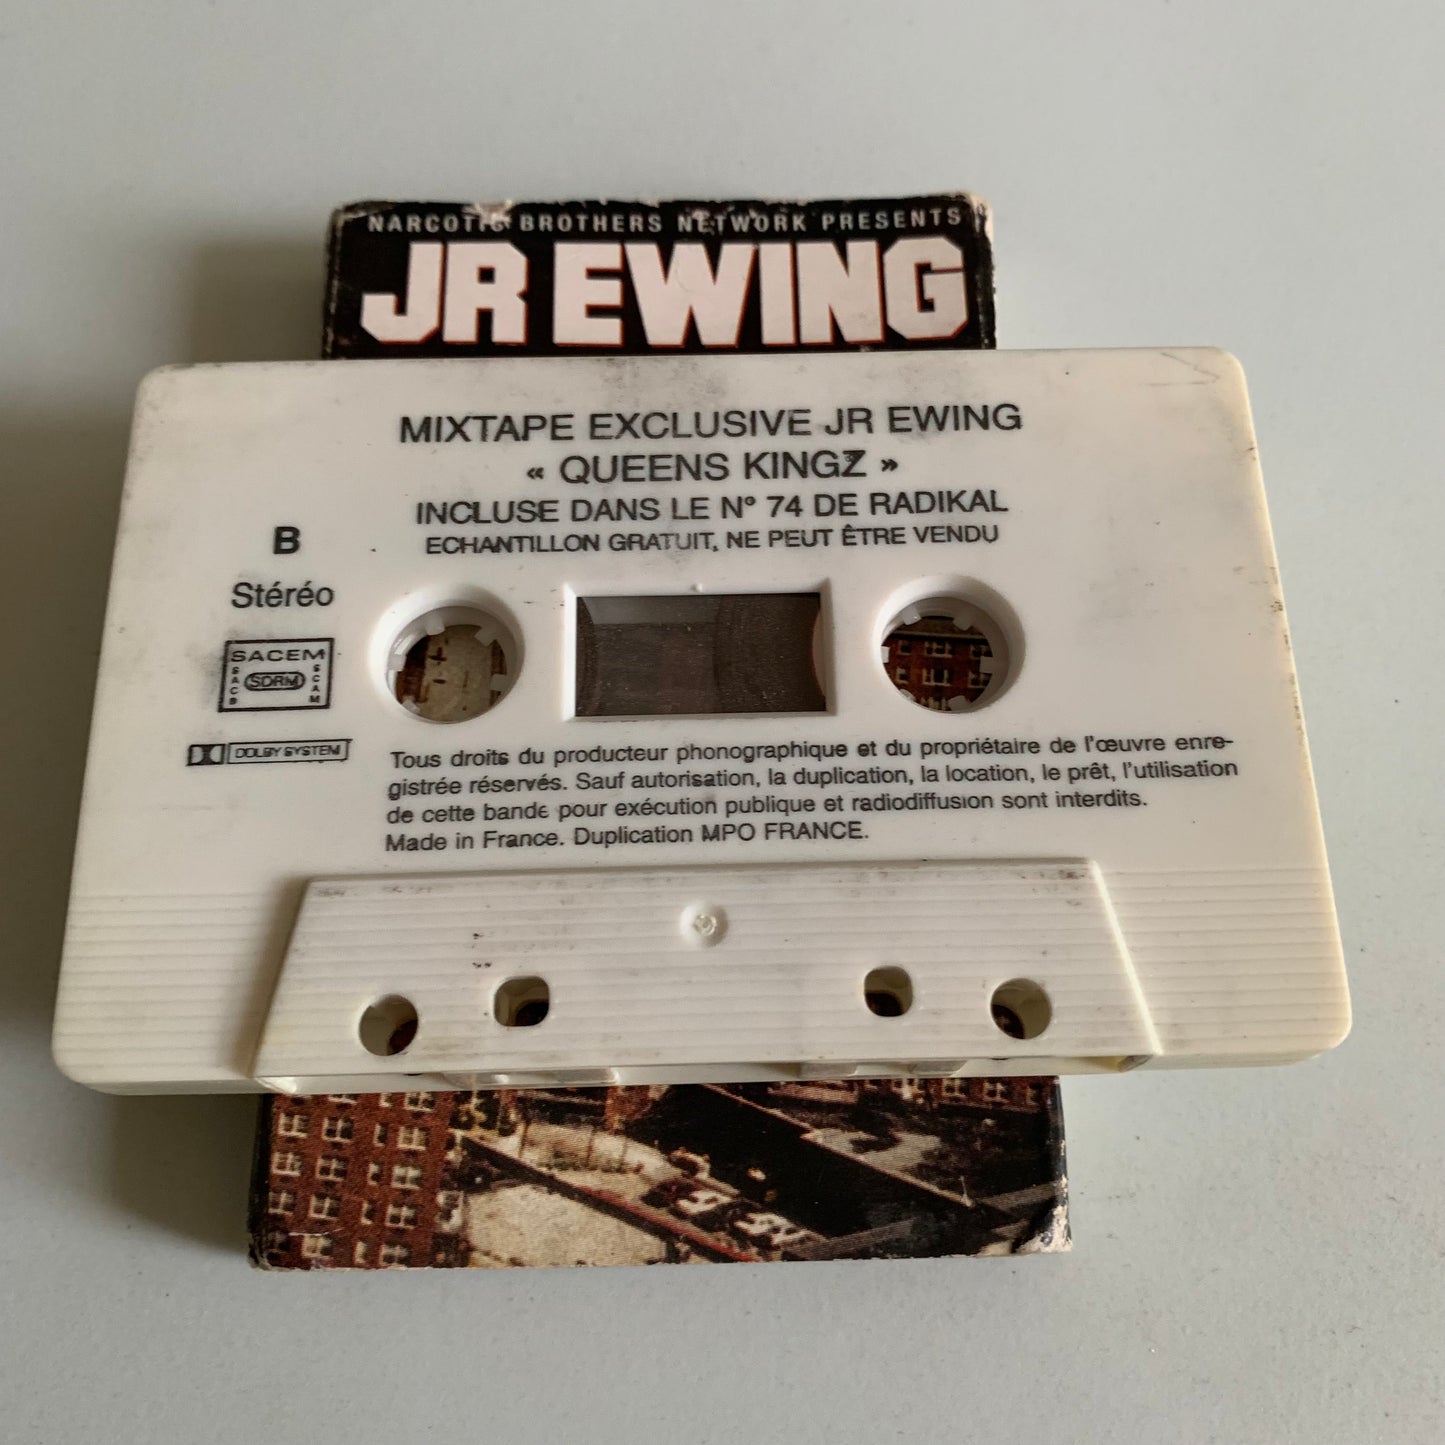 NARCOTIC BROTHERS NETWORK PRESENTS
JR EWING
MIXTAPE EXCLUSIVE JR EWING
« QUEENS KINGZ »
INCLUSE DANS LE Nº 74 DE RADIKAL
ECHANTILLON GRATUIT, NE PEUT ÊTRE VENDU
B
Stéréo
SACEM
SACD
SDRM
SCAM
DOLBY SYSTEM
Tous droits du producteur phonographique et du propriétaire de l'œuvre enre-
gistrée réservés. Sauf autorisation, la duplication, la location, le prêt, l'utilisation
de cette bande pour exécution publique et radiodiffusion sont interdits.
Made in France. Duplication MPO FRANCE.